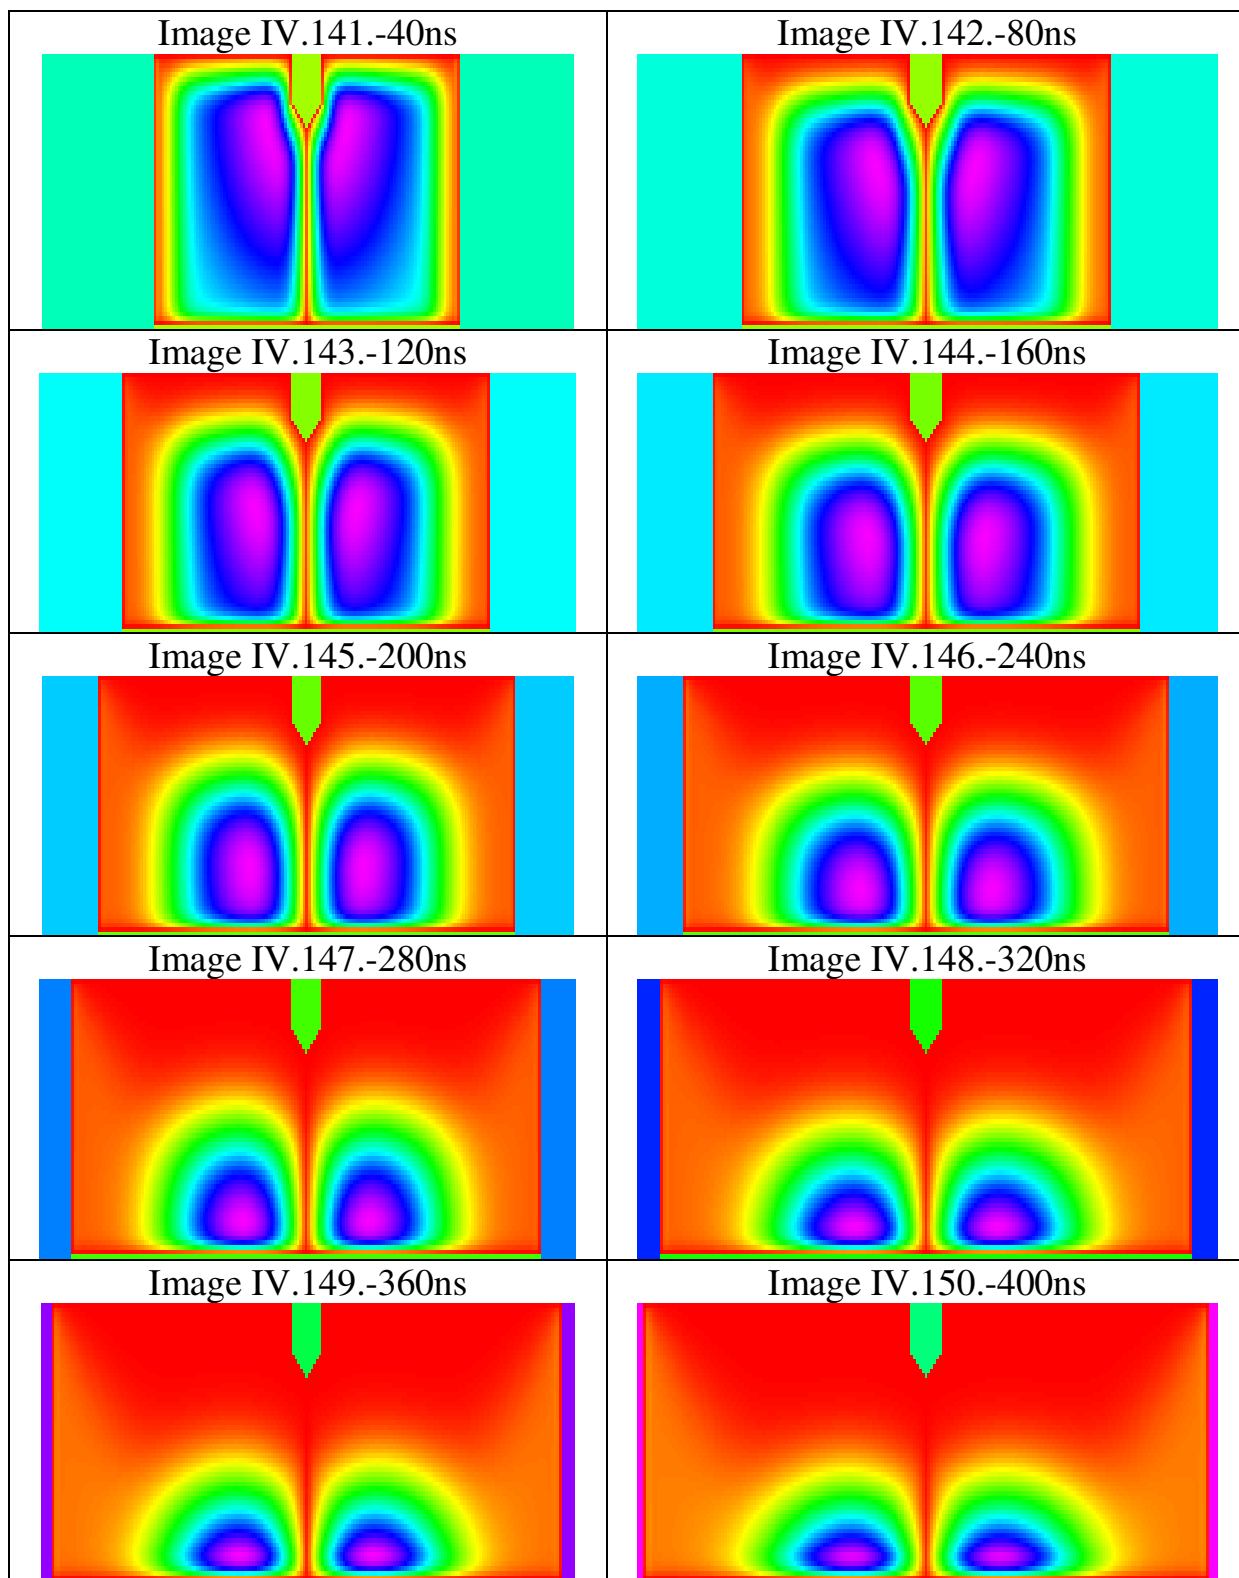 Image IV.141.-40ns
Image IV.142.-80ns
Image IV.143.-120ns
Image IV.144.-160ns
Image IV.145.-200ns
Image IV.146.-240ns
Image IV.147.-280ns
Image IV.148.-320ns
Image IV.149.-360ns
Image IV.150.-400ns